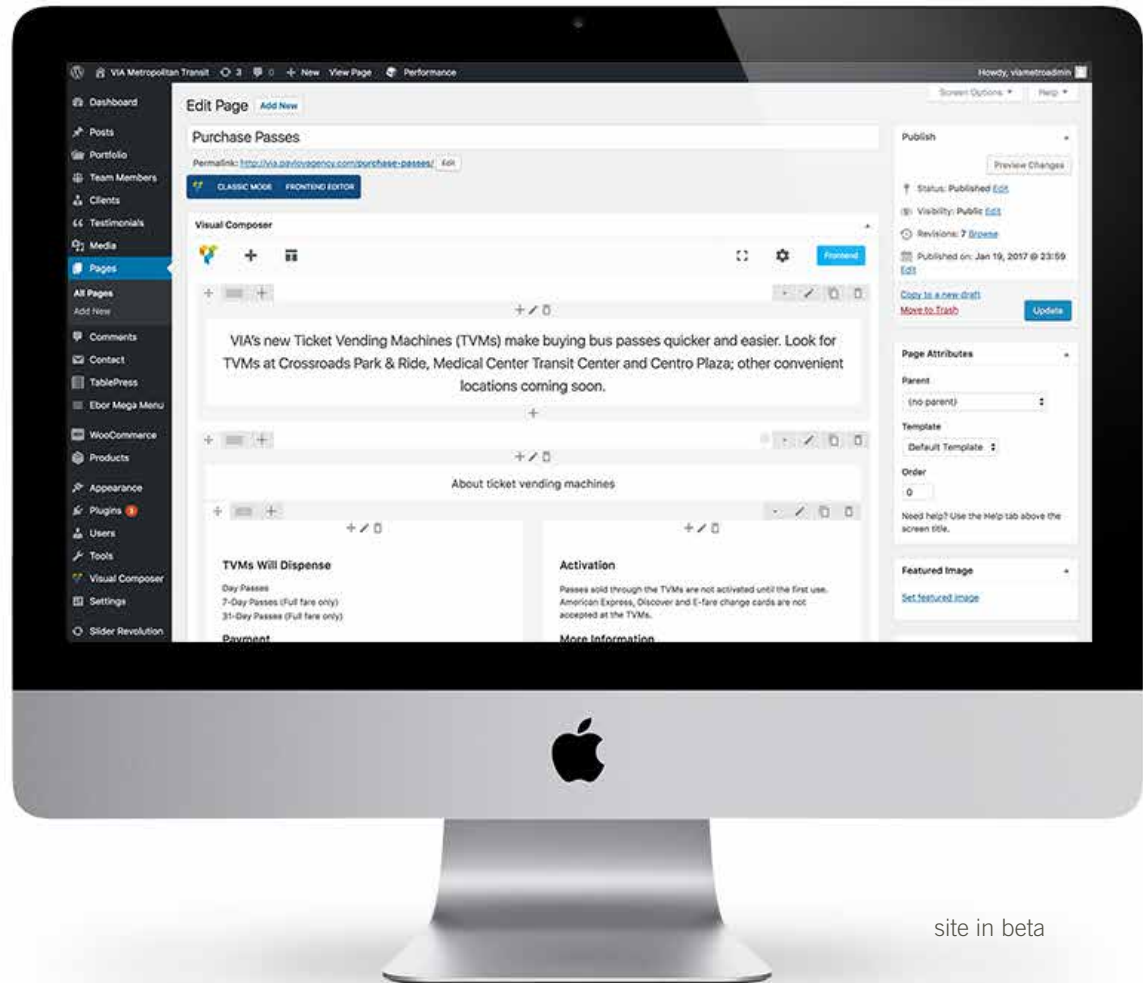 VIA Metropolitan Transit 3 0 + New View Page Performance Howdy, viametroadmin
Dashboard
Posts
Portfolio
Team Members
Clients
Testimonials
Media
Pages
All Pages
Add New
Comments
Contact
TablePress
Ebor Mega Menu
WooCommerce
Products
Appearance
Plugins 3
Users
Tools
Visual Composer
Settings
Slider Revolution
Screen Options Help
Edit Page Add New
Purchase Passes
Permalink: http://via.pavlovagency.com/purchase-passes/ Edit
CLASSIC MODE FRONTEND EDITOR
Visual Composer
Frontend
VIA's new Ticket Vending Machines (TVMs) make buying bus passes quicker and easier. Look for
TVMs at Crossroads Park & Ride, Medical Center Transit Center and Centro Plaza; other convenient
locations coming soon.
About ticket vending machines
TVMs Will Dispense
Day Passes
7-Day Passes (Full fare only)
31-Day Passes (Full fare only)
Payment
Activation
Passes sold through the TVMs are not activated until the first use.
American Express, Discover and E-fare change cards are not
accepted at the TVMs.
More Information
Publish
Preview Changes
Status: Published Edit
Visibility: Public Edit
Revisions: 7 Browse
Published on: Jan 19, 2017 @ 23:59
Edit
Copy to a new draft
Move to Trash Update
Page Attributes
Parent
(no parent)
Template
Default Template
Order
0
Need help? Use the Help tab above the
screen title.
Featured Image
Set featured image
site in beta